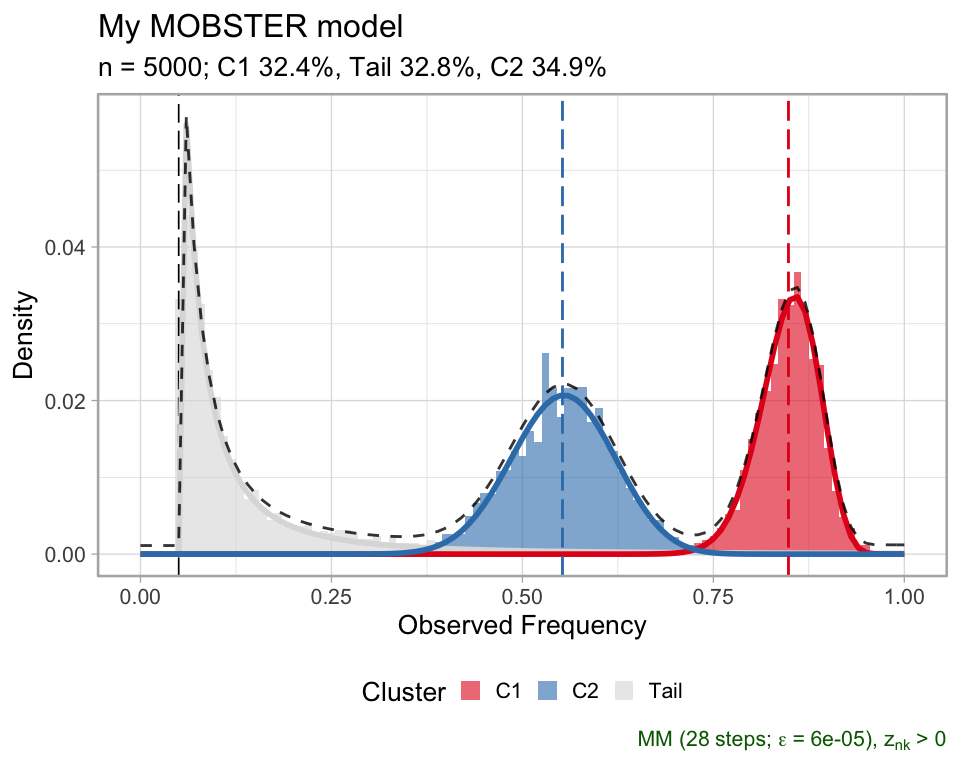 My MOBSTER model
n = 5000; C1 32.4%, Tail 32.8%, C2 34.9%
Density
0.04
0.02
0.00
0.00 0.25 0.50 0.75 1.00
Observed Frequency
Cluster C1 C2 Tail
MM (28 steps; ε = 6e-05), z_nk > 0